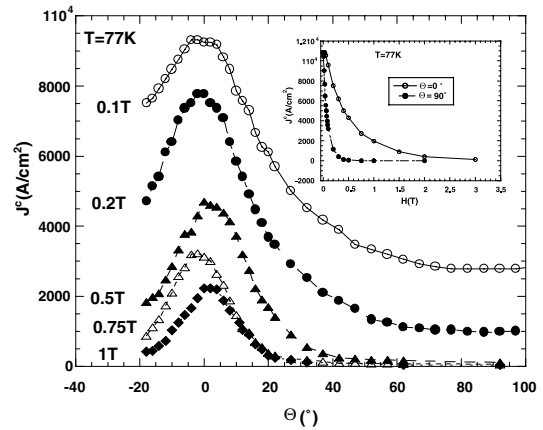 10⁴
T=77K
0.1T
0.2T
0.5T
0.75T
1T
8000
6000
4000
2000
0
Jᶜ(A/cm²)
-40 -20 0 20 40 60 80 100
Θ (°)
T=77K
Θ=0°
Θ = 90°
1.2 10⁴
1 10⁴
8000
6000
4000
2000
0
Jᶜ(A/cm²)
0 0.5 1 1.5 2 2.5 3 3.5
H(T)